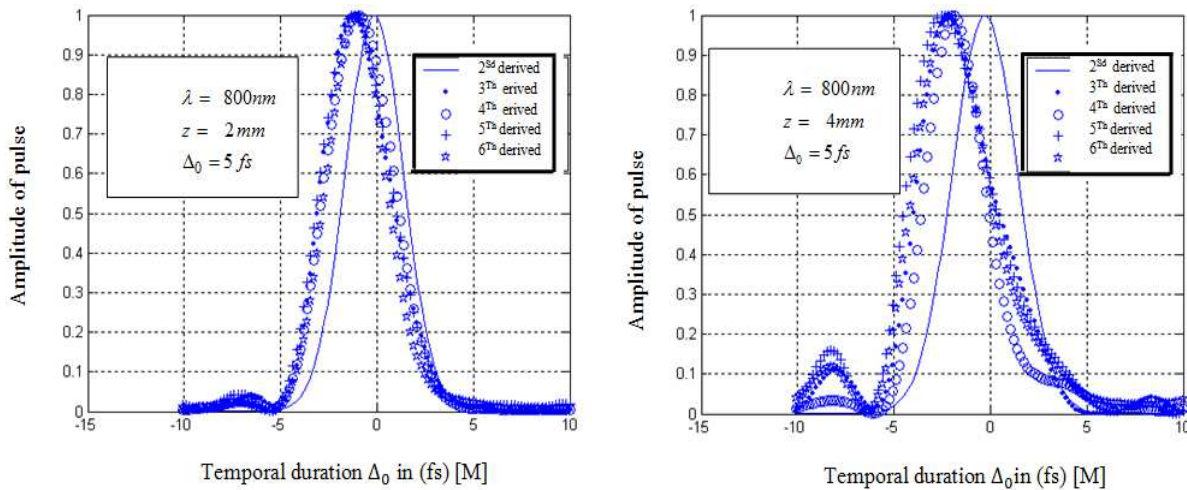 1
0.9
0.8
0.7
0.6
0.5
0.4
0.3
0.2
0.1
0
-15
-10
-5
0
5
10
Amplitude of pulse
λ = 800nm
z = 2mm
Δ₀ = 5 fs
2ˢᵈ derived
3ᵀʰ erived
4ᵀʰ erived
5ᵀʰ derived
6ᵀʰ derived
Temporal duration Δ₀ in (fs) [M]
1
0.9
0.8
0.7
0.6
0.5
0.4
0.3
0.2
0.1
0
-15
-10
-5
0
5
10
Amplitude of pulse
λ = 800nm
z = 4mm
Δ₀ = 5 fs
2ˢᵈ derived
3ᵀʰ derived
4ᵀʰ derived
5ᵀʰ derived
6ᵀʰ derived
Temporal duration Δ₀in (fs) [M]